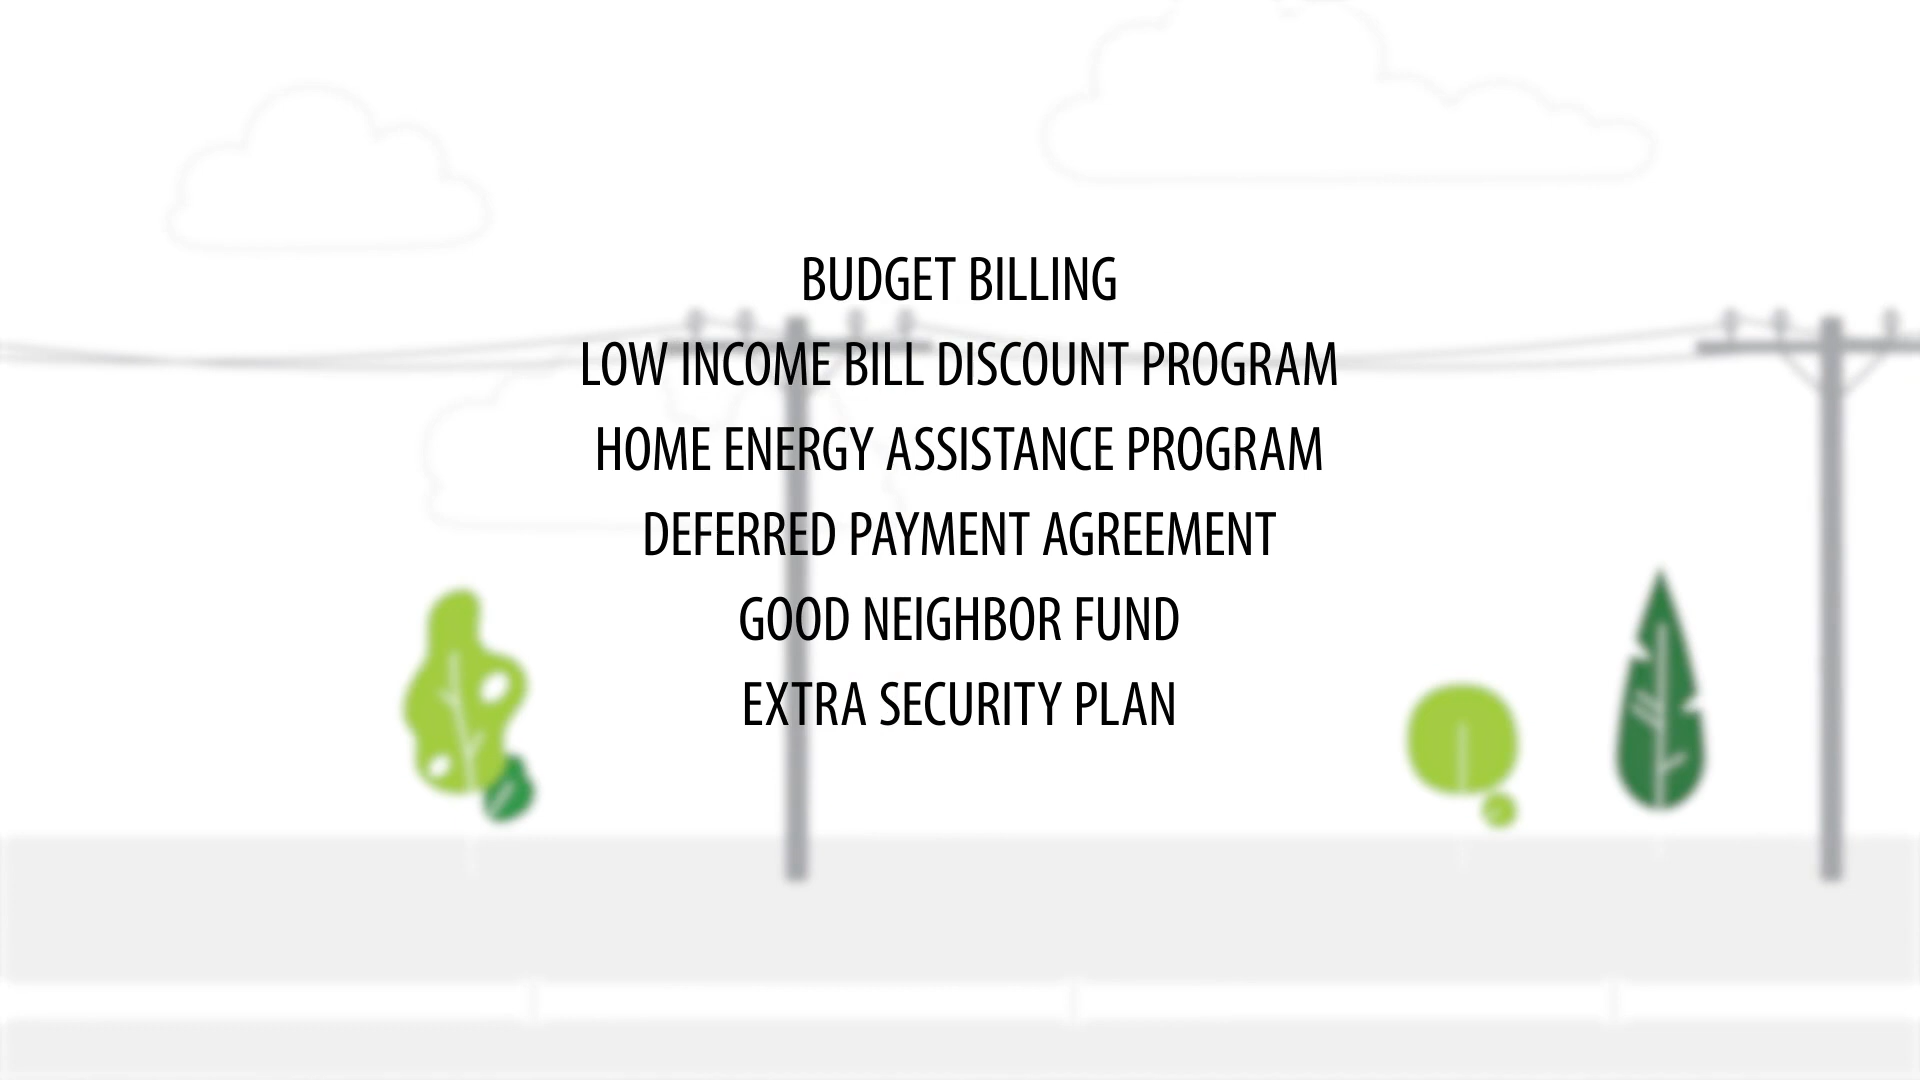 BUDGET BILLING
LOW INCOME BILL DISCOUNT PROGRAM
HOME ENERGY ASSISTANCE PROGRAM
DEFERRED PAYMENT AGREEMENT
GOOD NEIGHBOR FUND
EXTRA SECURITY PLAN